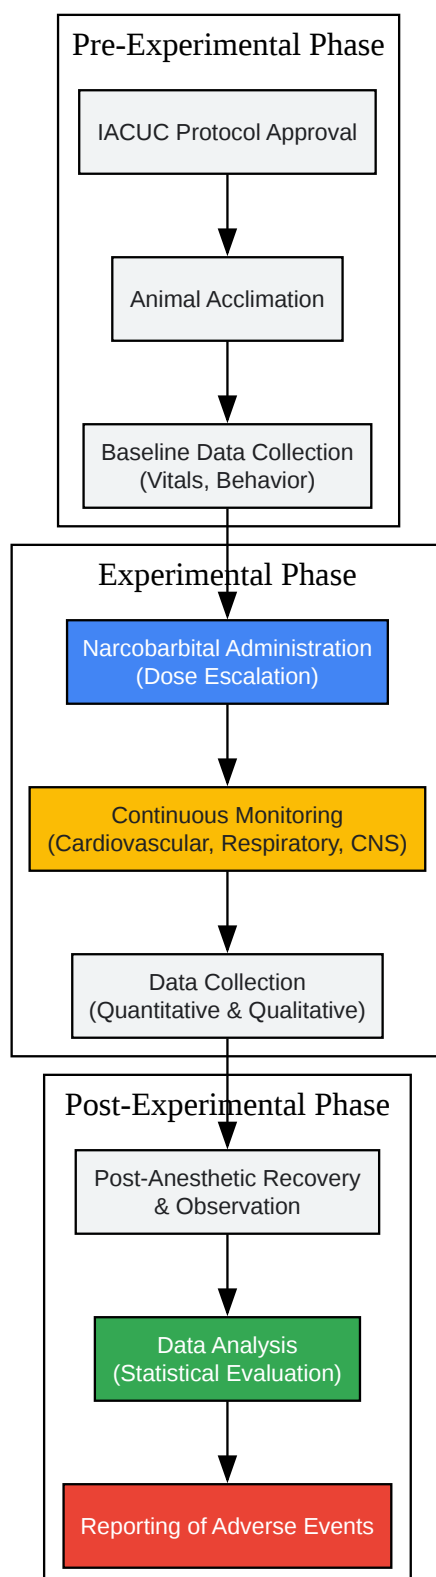 Pre-Experimental Phase
IACUC Protocol Approval
Animal Acclimation
Baseline Data Collection
(Vitals, Behavior)
Experimental Phase
Narcobarbital Administration
(Dose Escalation)
Continuous Monitoring
(Cardiovascular, Respiratory, CNS)
Data Collection
(Quantitative & Qualitative)
Post-Experimental Phase
Post-Anesthetic Recovery
& Observation
Data Analysis
(Statistical Evaluation)
Reporting of Adverse Events